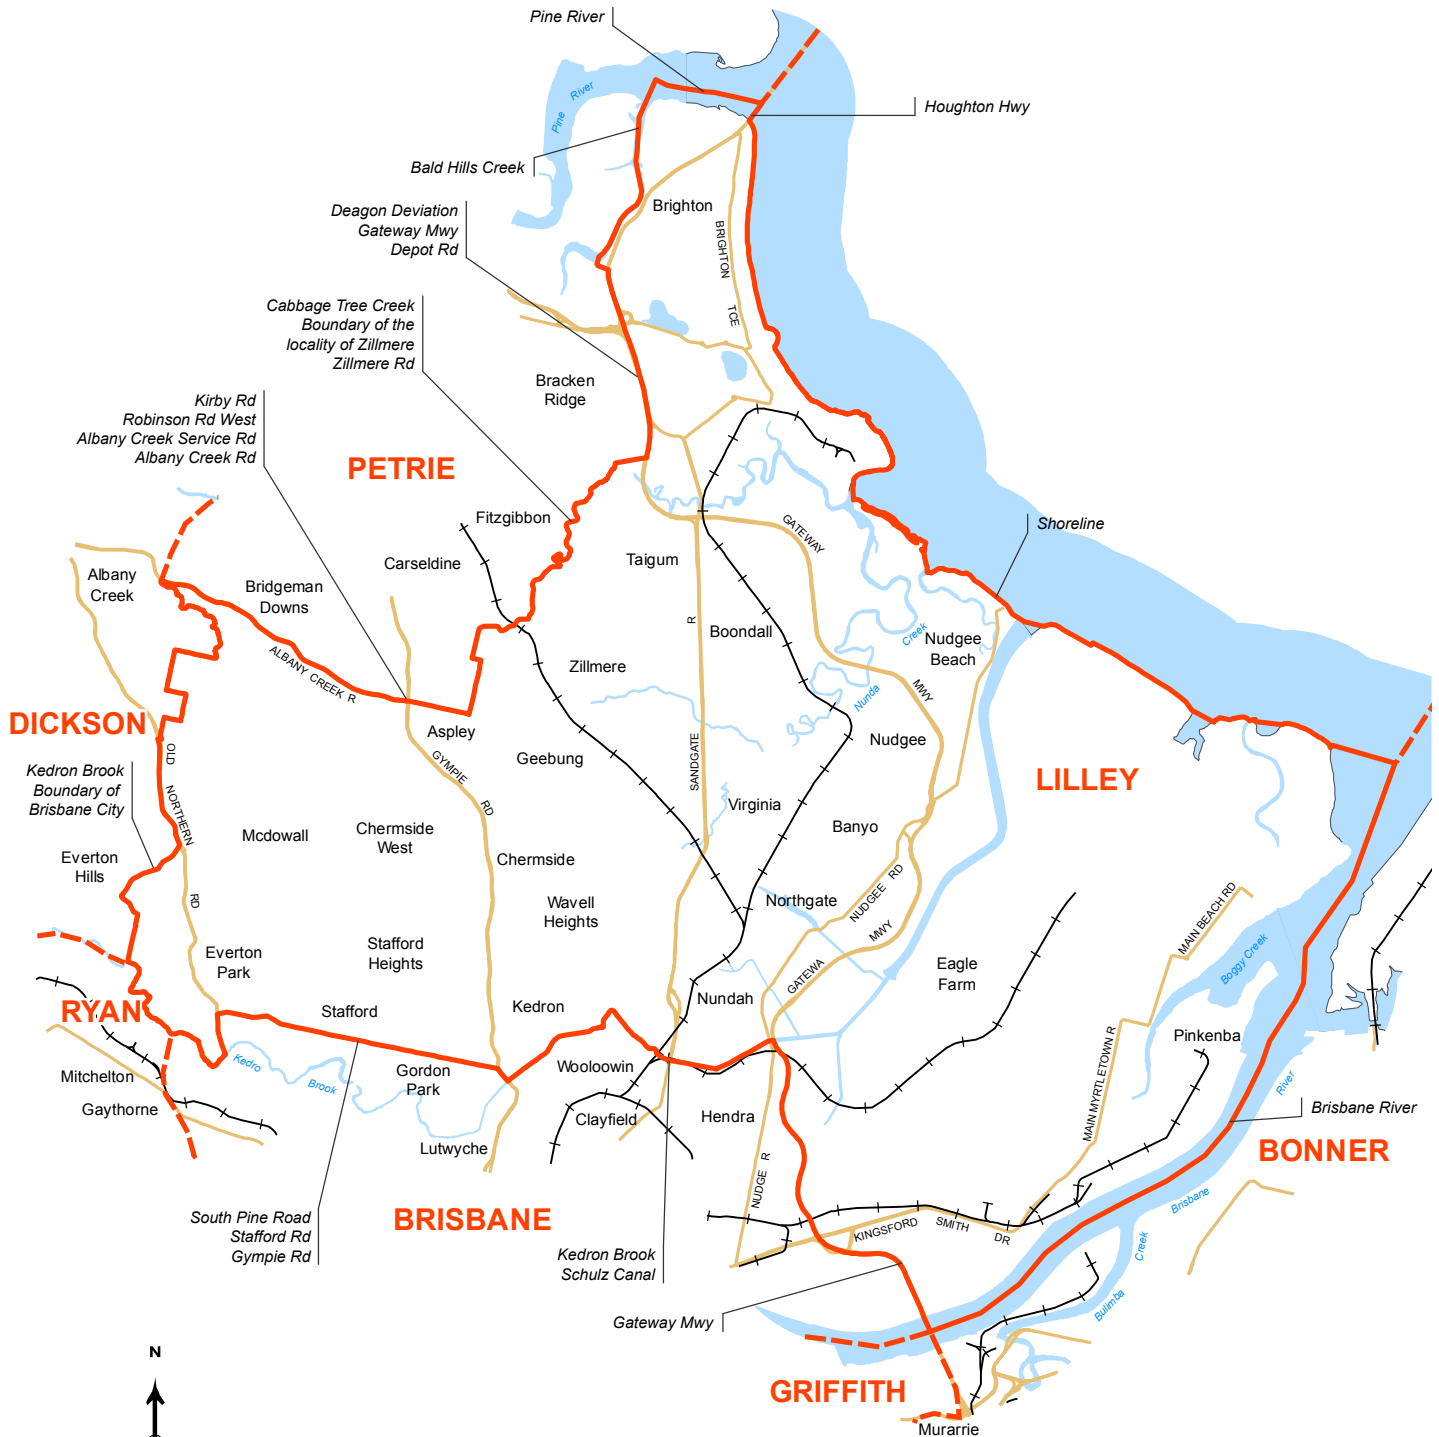 Pine River
River
Pine
Houghton Hwy
Bald Hills Creek
Brighton
Deagon Deviation
Gateway Mwy
Depot Rd
BRIGHTON
TCE
Cabbage Tree Creek
Boundary of the
locality of Zillmere
Zillmere Rd
Bracken
Ridge
Kirby Rd
Robinson Rd West
Albany Creek Service Rd
Albany Creek Rd
PETRIE
Fitzgibbon
Carseldine
Taigum
GATEWAY
Shoreline
Albany
Creek
Bridgeman
Downs
R
Boondall
Creek
Nudgee
Beach
Zillmere
ALBANY CREEK R
Nunda
MWY
DICKSON
Aspley
Nudgee
OLD
GYMPIE
RD
Geebung
SANDGATE
LILLEY
Kedron Brook
Boundary of
Brisbane City
NORTHERN
RD
Mcdowall
Chermside
West
Virginia
Banyo
Everton
Hills
Chermside
NUDGEE RD
Northgate
Wavell
Heights
MWY
MAIN BEACH RD
Everton
Park
Stafford
Heights
Boggy Creek
Eagle
Farm
GATEWA
RYAN
Stafford
Kedron
Nundah
Pinkenba
Kedro
Brook
Mitchelton
Gaythorne
Gordon
Park
Wooloowin
MAIN MYRTLETOWN R
River
Clayfield
Hendra
Brisbane River
Lutwyche
BONNER
NUDGE R
Brisbane
BRISBANE
South Pine Road
Stafford Rd
Gympie Rd
KINGSFORD
SMITH
DR
Creek
Kedron Brook
Schulz Canal
Bulimba
Gateway Mwy
N
GRIFFITH
Murarrie